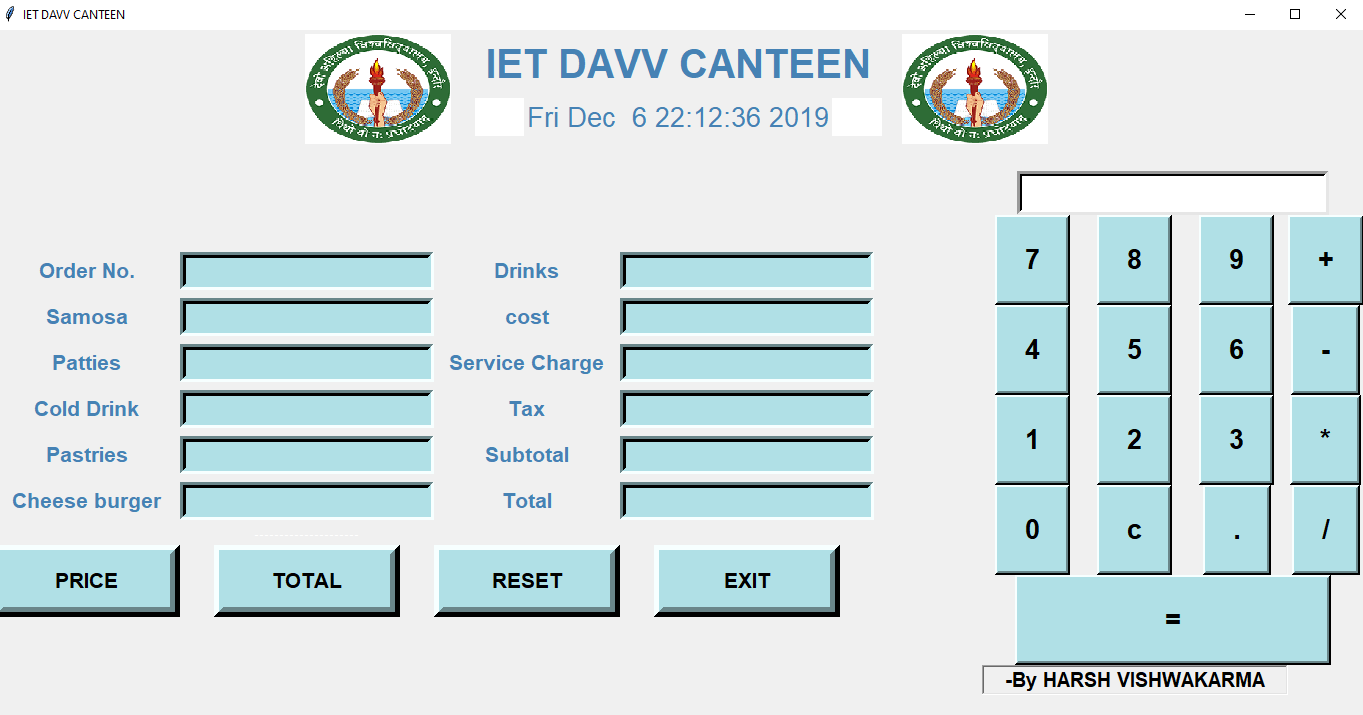 IET DAVV CANTEEN
IET DAVV CANTEEN
Fri Dec  6 22:12:36 2019
Order No.
Drinks
Samosa
cost
Patties
Service Charge
Cold Drink
Tax
Pastries
Subtotal
Cheese burger
Total
PRICE TOTAL RESET EXIT
7 8 9 +
4 5 6 -
1 2 3 *
0 c . /
=
-By HARSH VISHWAKARMA